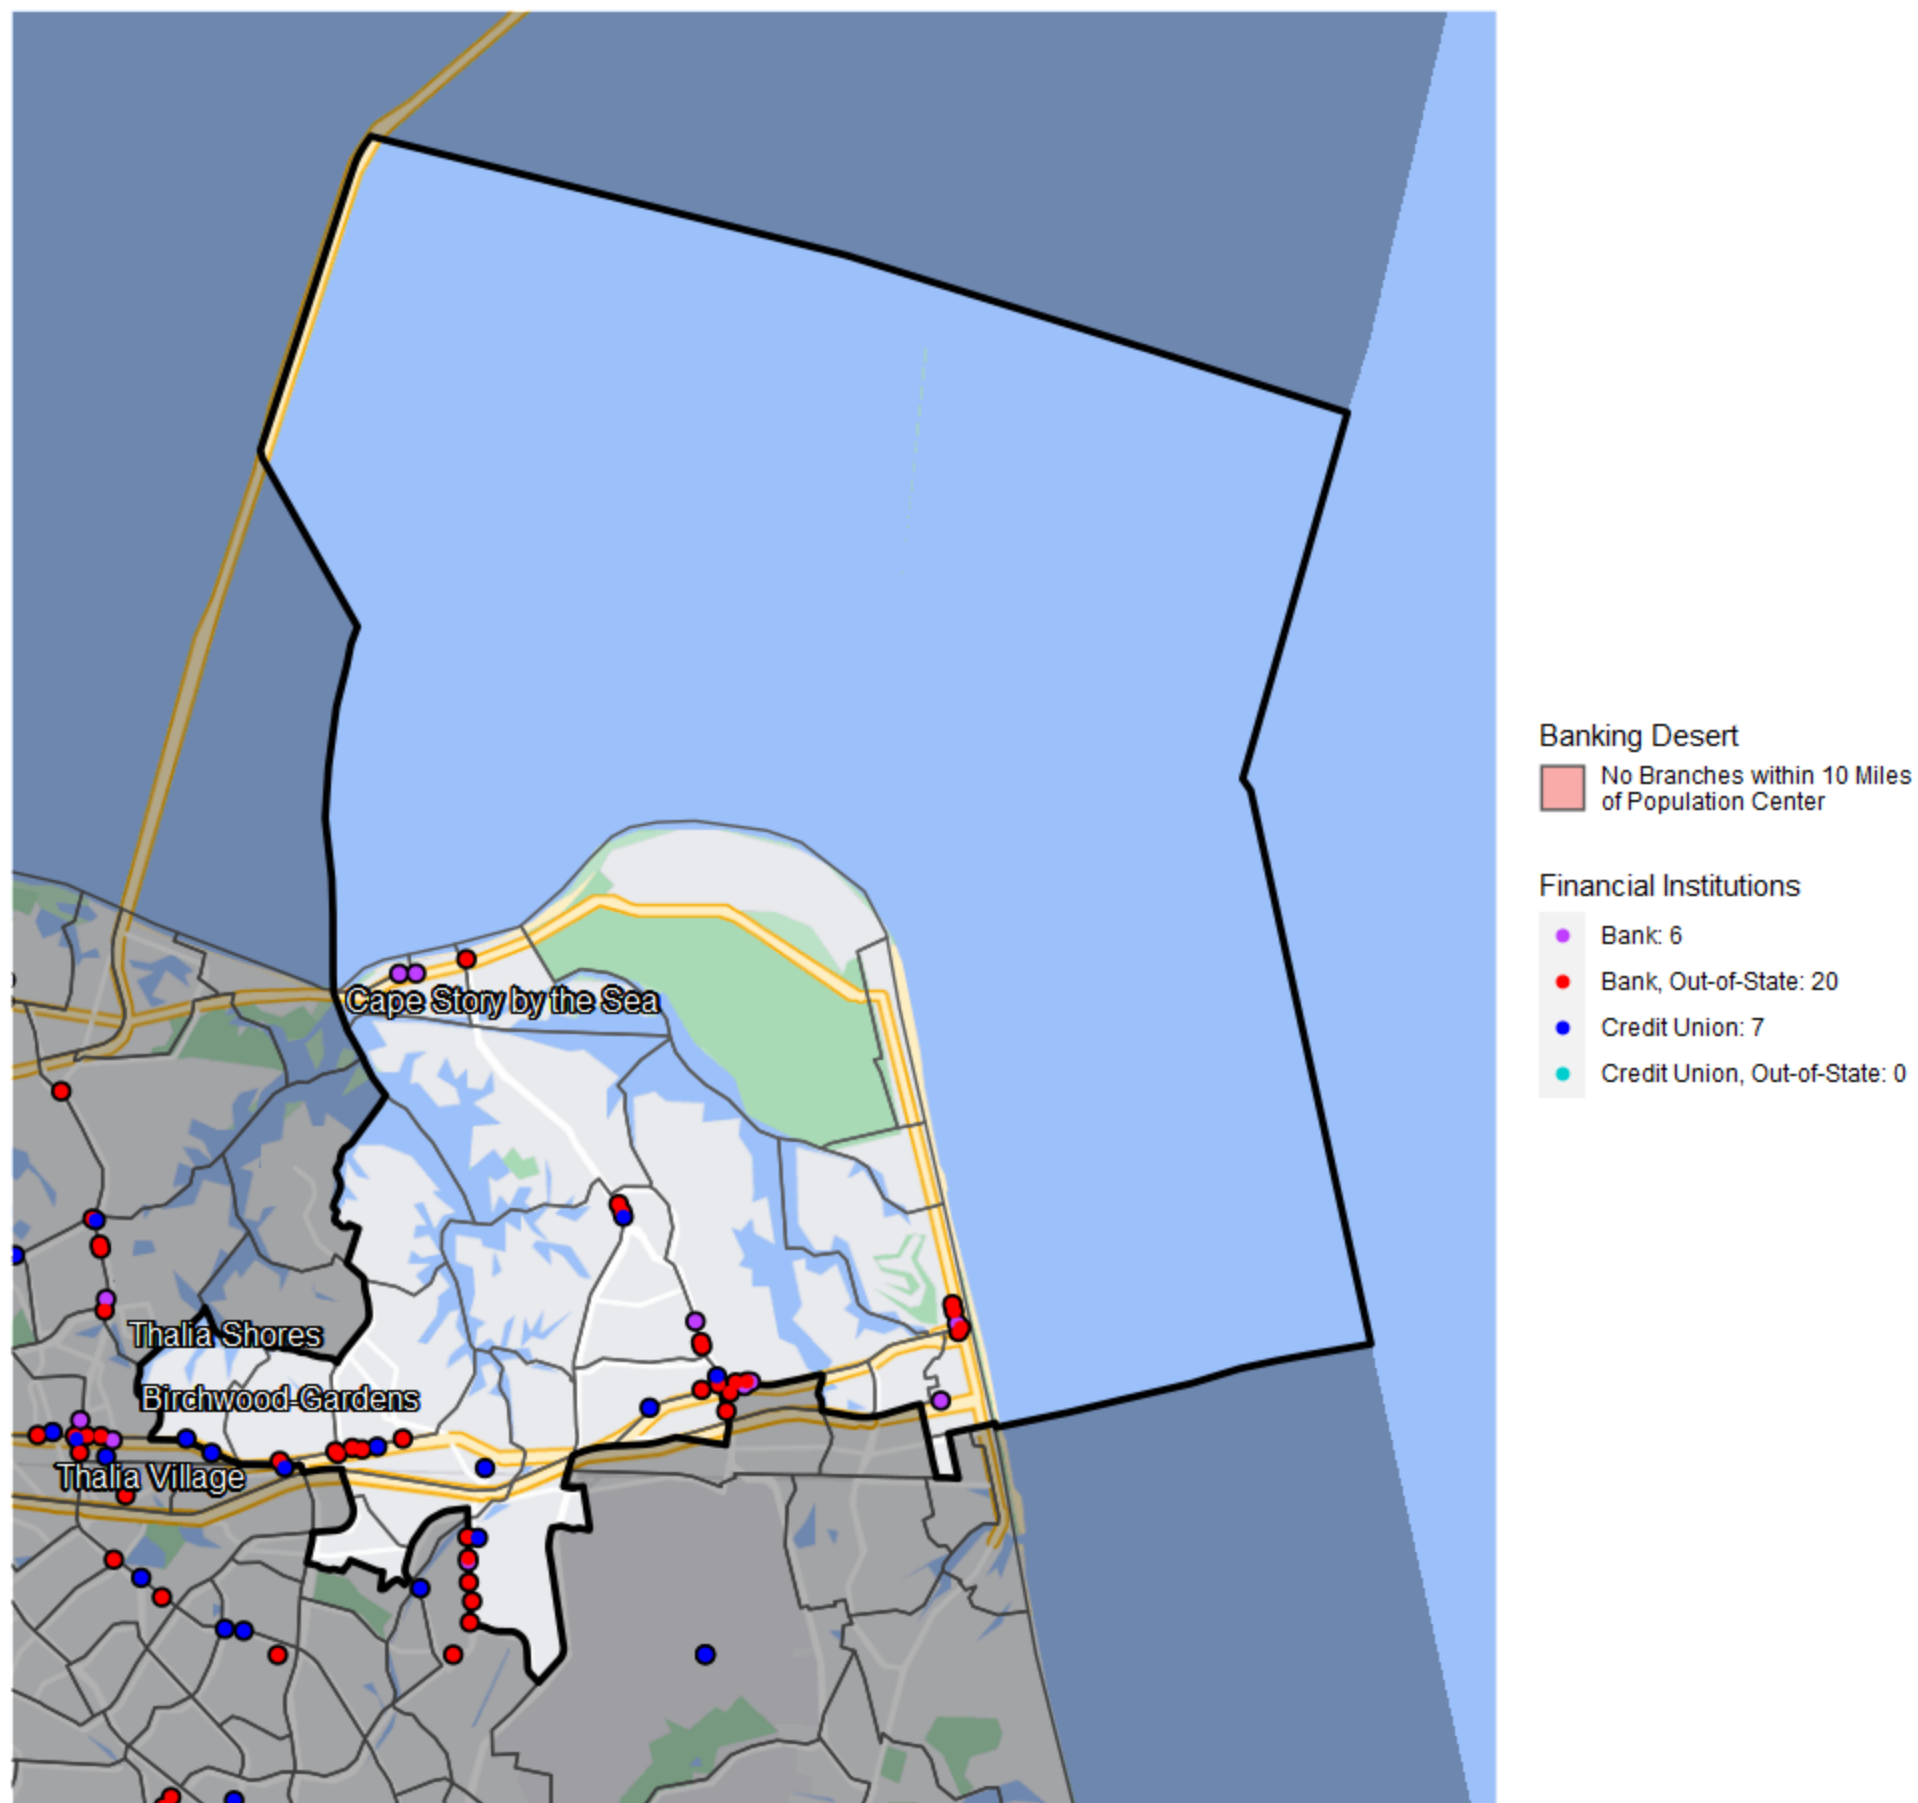 Cape Story by the Sea
Thalia Shores
Birchwood-Gardens
Thalia Village
Banking Desert
No Branches within 10 Miles
of Population Center
Financial Institutions
Bank: 6
Bank, Out-of-State: 20
Credit Union: 7
Credit Union, Out-of-State: 0